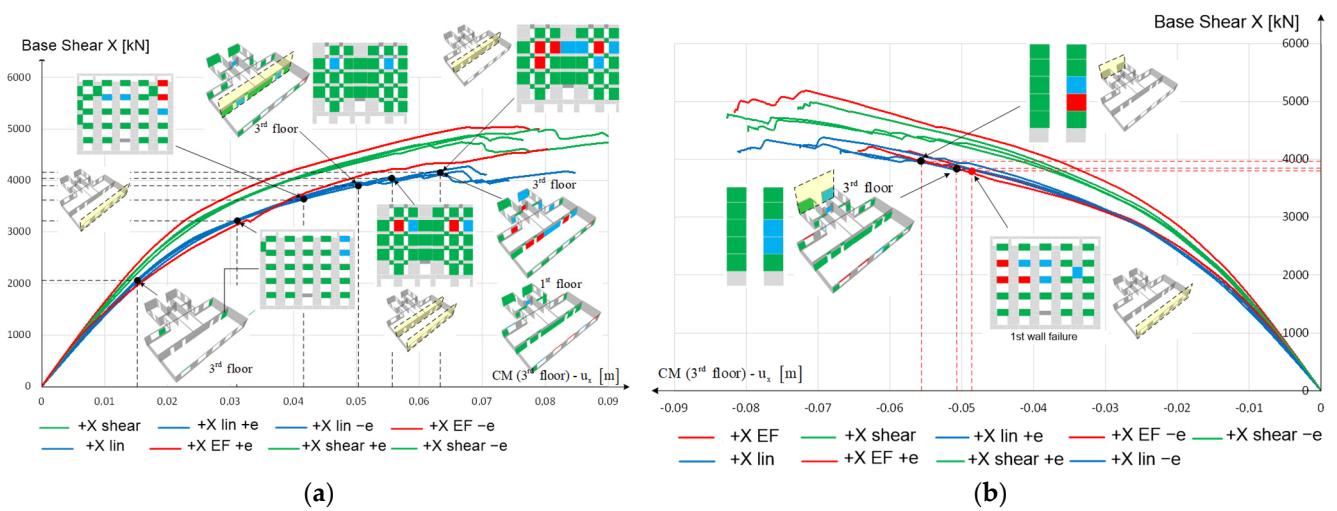 Base Shear X [kN]
6000
5000
4000
3000
2000
1000
0
3rd floor
3rd floor
1st floor
3rd floor
CM (3rd floor) - ux [m]
0 0.01 0.02 0.03 0.04 0.05 0.06 0.07 0.08 0.09
+X shear +X lin +e +X lin −e +X EF −e
+X lin +X EF +e +X shear +e +X shear −e
(a)
Base Shear X [kN]
6000
5000
4000
3000
2000
1000
0
3rd floor
1st wall failure
CM (3rd floor) - ux [m]
-0.09 -0.08 -0.07 -0.06 -0.05 -0.04 -0.03 -0.02 -0.01 0
+X EF +X shear +X lin +e +X EF −e +X shear −e
+X lin +X EF +e +X shear +e +X lin −e
(b)